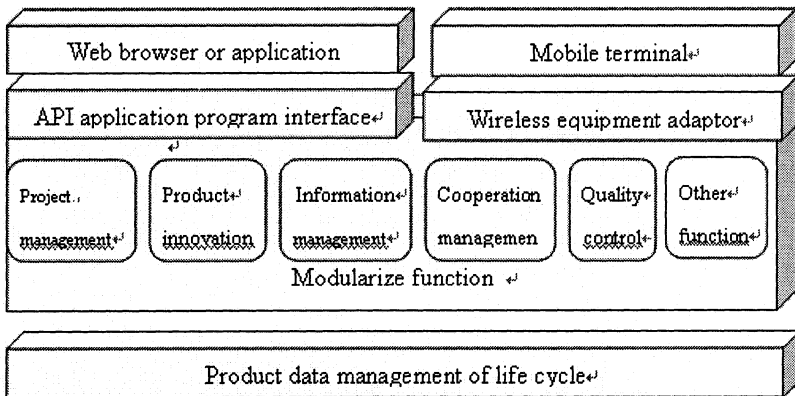 Web browser or application
Mobile terminal
API application program interface
Wireless equipment adaptor
Project
management
Product
innovation
Information
management
Cooperation
managemen
Quality
control
Other
function
Modularize function
Product data management of life cycle